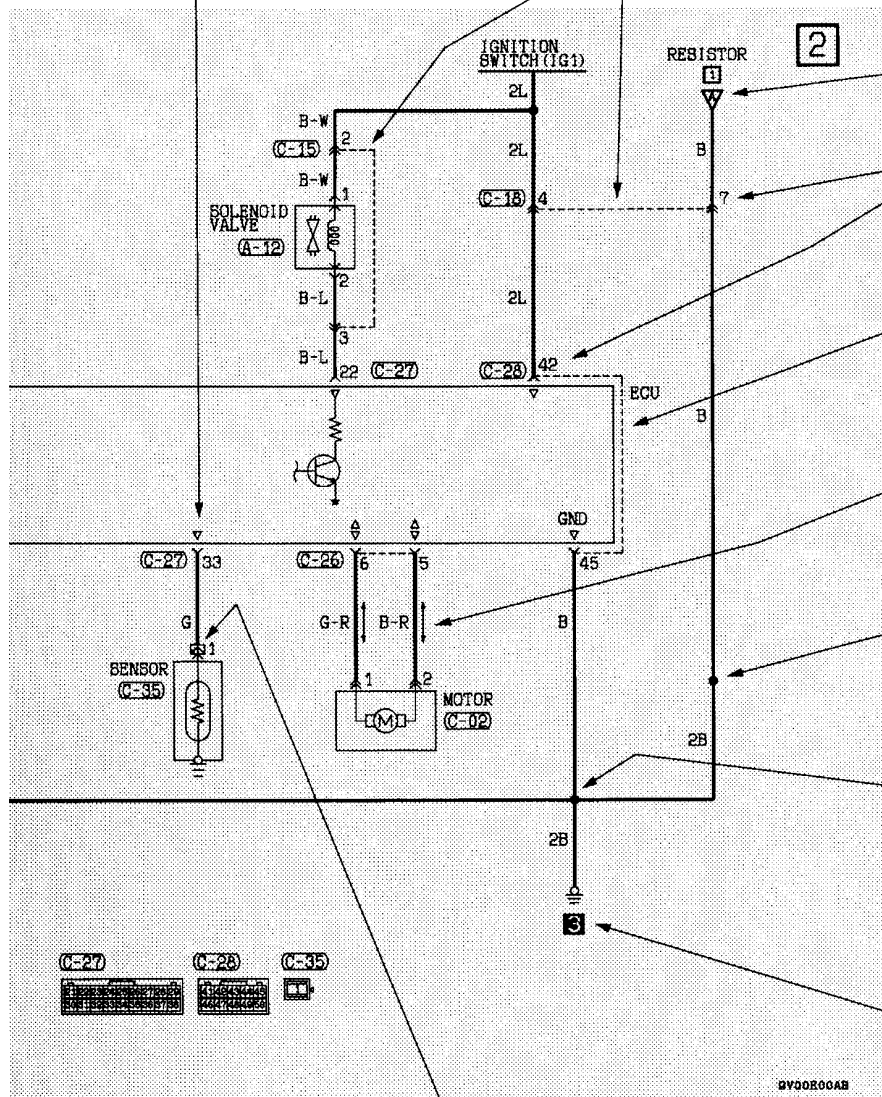 2
IGNITION
SWITCH(IG1)
RESISTOR
1
A
2L
B-W
2
(C-15)
2L
B
B-W
1
(C-18)
4
7
SOLENOID
VALVE
(A-12)
2
B-L
2L
3
B-L
22
(C-27)
(C-28)
42
ECU
B
GND
(C-27)
33
(C-26)
6
5
45
G
G-R
B-R
B
1
SENSOR
(C-35)
1
2
M
MOTOR
(C-02)
2B
2B
3
(C-27)
(C-28)
(C-35)
1